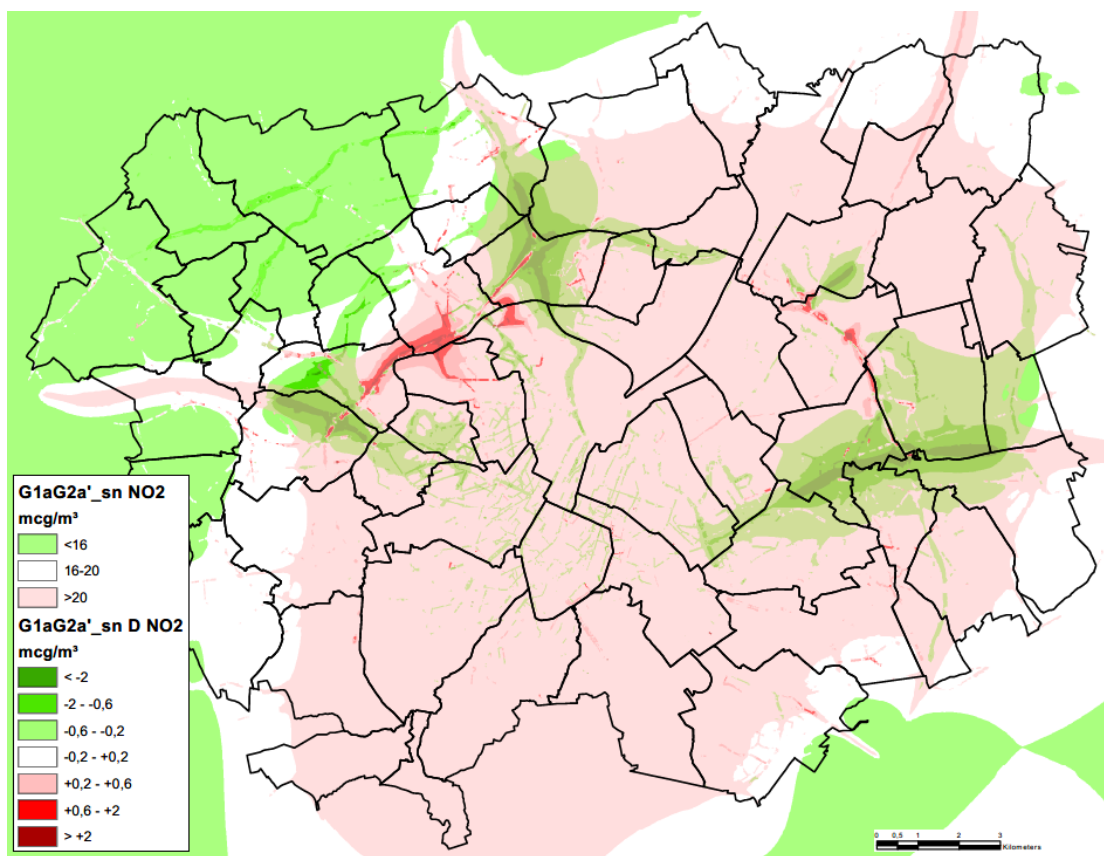 G1aG2a'_sn NO2
mcg/m³
<16
16-20
>20
G1aG2a'_sn D NO2
mcg/m³
< -2
-2 - -0,6
-0,6 - -0,2
-0,2 - +0,2
+0,2 - +0,6
+0,6 - +2
> +2
0 0,5 1 2 3
Kilometers